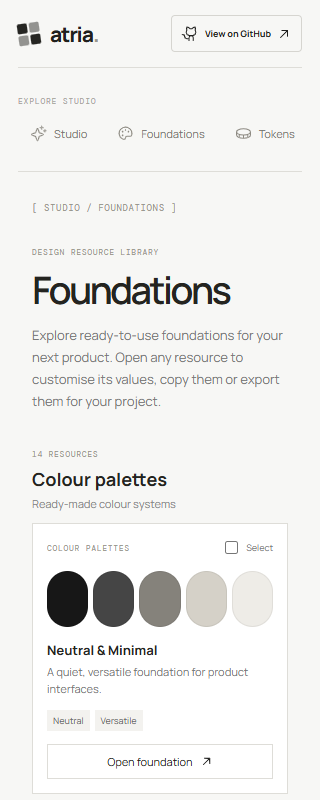 atria.
View on GitHub
EXPLORE STUDIO
Studio
Foundations
Tokens
[ STUDIO / FOUNDATIONS ]
DESIGN RESOURCE LIBRARY
Foundations
Explore ready-to-use foundations for your
next product. Open any resource to
customise its values, copy them or export
them for your project.
14 RESOURCES
Colour palettes
Ready-made colour systems
COLOUR PALETTES
Select
Neutral & Minimal
A quiet, versatile foundation for product
interfaces.
Neutral
Versatile
Open foundation